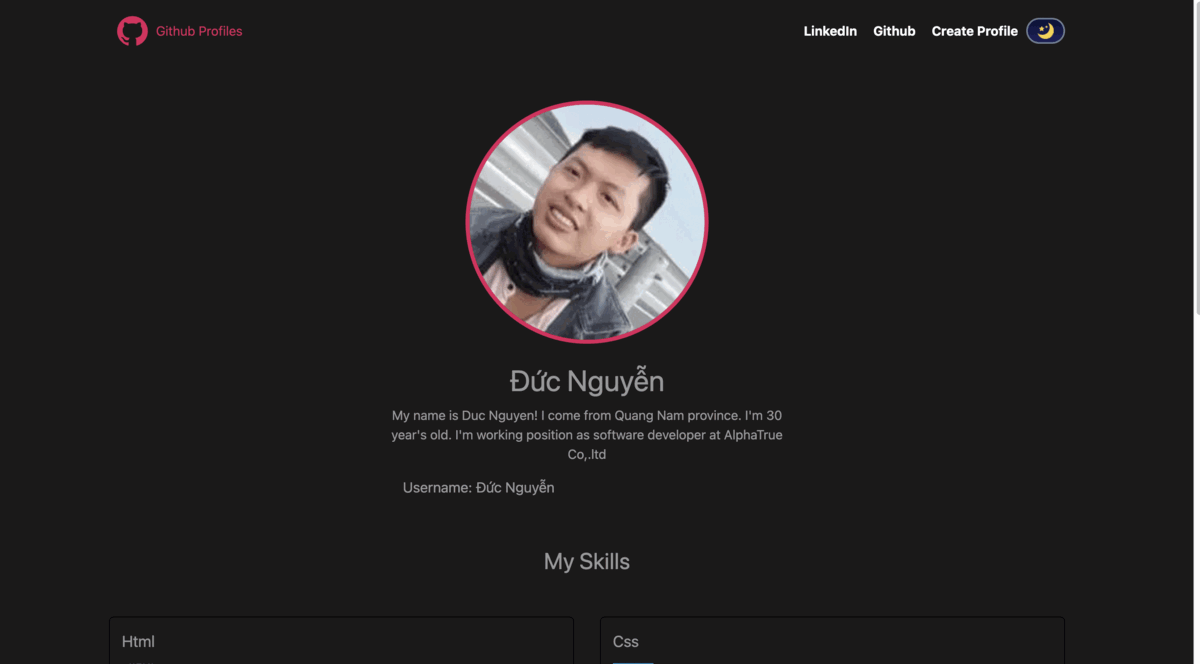 Github Profiles
LinkedIn Github Create Profile
Đức Nguyễn
My name is Duc Nguyen! I come from Quang Nam province. I'm 30
year's old. I'm working position as software developer at AlphaTrue
Co,.ltd
Username: Đức Nguyễn
My Skills
Html
Css